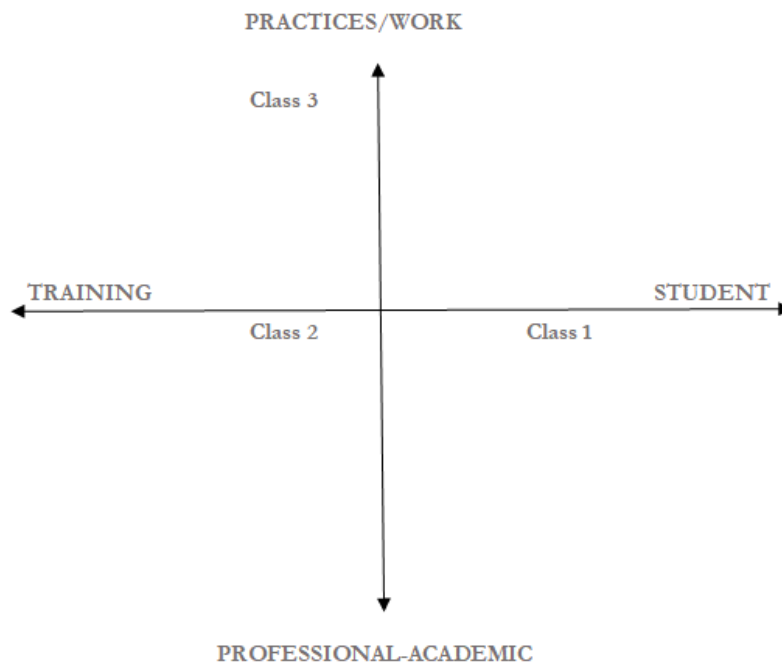 PRACTICES/WORK
Class 3
TRAINING
STUDENT
Class 2
Class 1
PROFESSIONAL-ACADEMIC